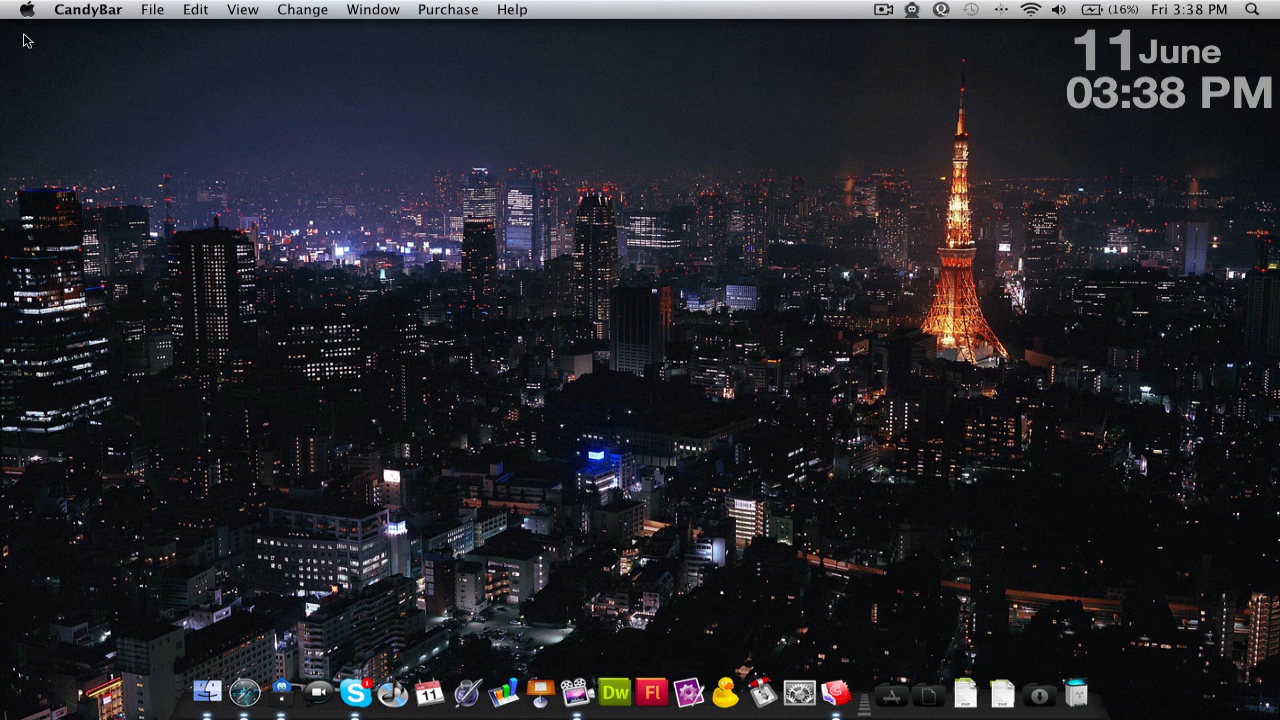 CandyBar File Edit View Change Window Purchase Help (16%) Fri 3:38 PM
11 June
03:38 PM
1
11
Dw
Fl